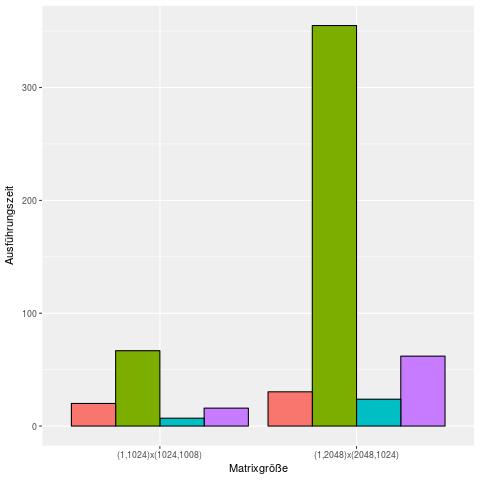 300
200
100
0
Ausführungszeit
(1,1024)x(1024,1008)
(1,2048)x(2048,1024)
Matrixgröße